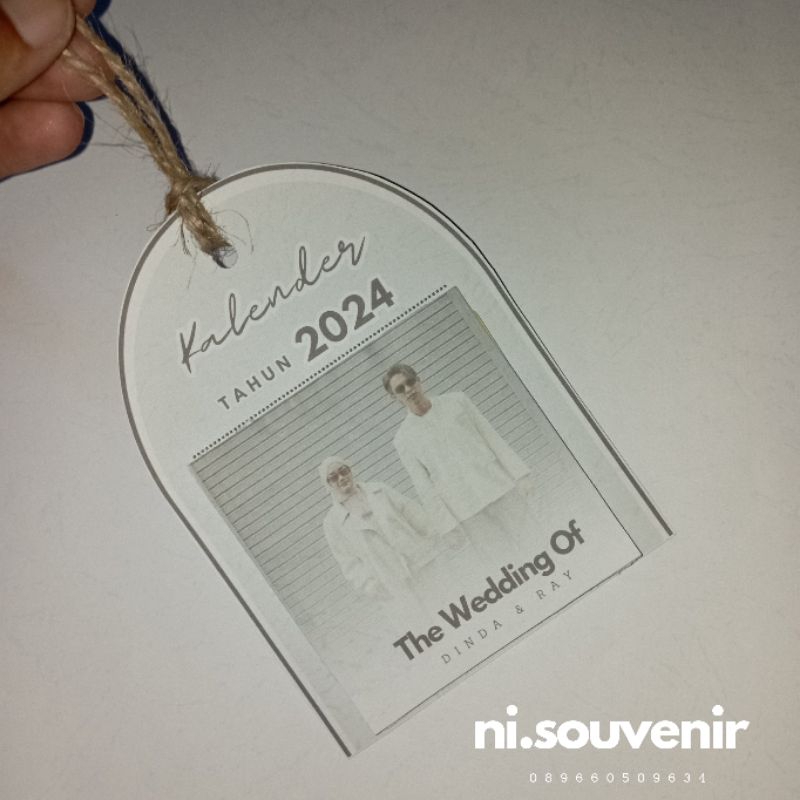 Kalender
TAHUN 2024
The Wedding Of
DINDA & RAY
ni.souvenir
089660509634